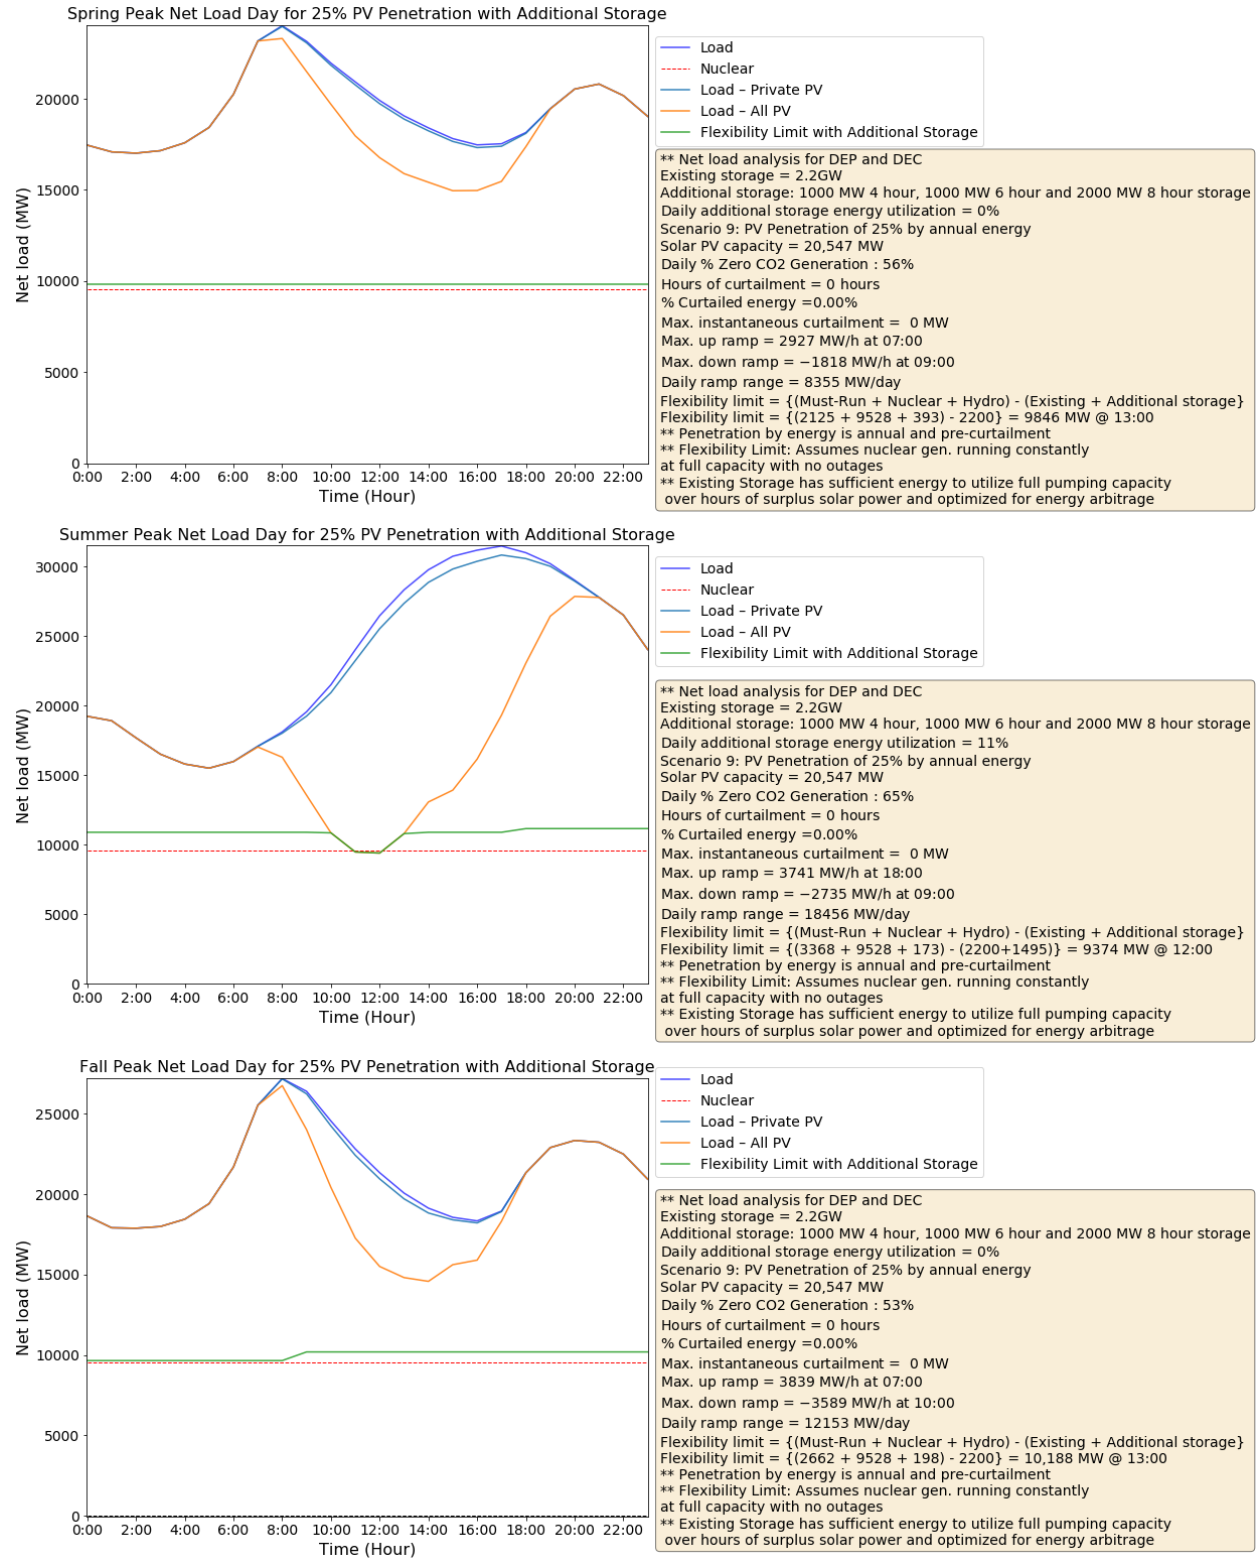 Spring Peak Net Load Day for 25% PV Penetration with Additional Storage
Net load (MW)
20000
15000
10000
5000
0
0:00 2:00 4:00 6:00 8:00 10:00 12:00 14:00 16:00 18:00 20:00 22:00
Time (Hour)
Load
Nuclear
Load – Private PV
Load – All PV
Flexibility Limit with Additional Storage
** Net load analysis for DEP and DEC
Existing storage = 2.2GW
Additional storage: 1000 MW 4 hour, 1000 MW 6 hour and 2000 MW 8 hour storage
Daily additional storage energy utilization = 0%
Scenario 9: PV Penetration of 25% by annual energy
Solar PV capacity = 20,547 MW
Daily % Zero CO2 Generation : 56%
Hours of curtailment = 0 hours
% Curtailed energy =0.00%
Max. instantaneous curtailment =  0 MW
Max. up ramp = 2927 MW/h at 07:00
Max. down ramp = −1818 MW/h at 09:00
Daily ramp range = 8355 MW/day
Flexibility limit = {(Must-Run + Nuclear + Hydro) - (Existing + Additional storage}
Flexibility limit = {(2125 + 9528 + 393) - 2200} = 9846 MW @ 13:00
** Penetration by energy is annual and pre-curtailment
** Flexibility Limit: Assumes nuclear gen. running constantly
at full capacity with no outages
** Existing Storage has sufficient energy to utilize full pumping capacity
over hours of surplus solar power and optimized for energy arbitrage
Summer Peak Net Load Day for 25% PV Penetration with Additional Storage
Net load (MW)
30000
25000
20000
15000
10000
5000
0
0:00 2:00 4:00 6:00 8:00 10:00 12:00 14:00 16:00 18:00 20:00 22:00
Time (Hour)
Load
Nuclear
Load – Private PV
Load – All PV
Flexibility Limit with Additional Storage
** Net load analysis for DEP and DEC
Existing storage = 2.2GW
Additional storage: 1000 MW 4 hour, 1000 MW 6 hour and 2000 MW 8 hour storage
Daily additional storage energy utilization = 11%
Scenario 9: PV Penetration of 25% by annual energy
Solar PV capacity = 20,547 MW
Daily % Zero CO2 Generation : 65%
Hours of curtailment = 0 hours
% Curtailed energy =0.00%
Max. instantaneous curtailment =  0 MW
Max. up ramp = 3741 MW/h at 18:00
Max. down ramp = −2735 MW/h at 09:00
Daily ramp range = 18456 MW/day
Flexibility limit = {(Must-Run + Nuclear + Hydro) - (Existing + Additional storage}
Flexibility limit = {(3368 + 9528 + 173) - (2200+1495)} = 9374 MW @ 12:00
** Penetration by energy is annual and pre-curtailment
** Flexibility Limit: Assumes nuclear gen. running constantly
at full capacity with no outages
** Existing Storage has sufficient energy to utilize full pumping capacity
over hours of surplus solar power and optimized for energy arbitrage
Fall Peak Net Load Day for 25% PV Penetration with Additional Storage
Net load (MW)
25000
20000
15000
10000
5000
0
0:00 2:00 4:00 6:00 8:00 10:00 12:00 14:00 16:00 18:00 20:00 22:00
Time (Hour)
Load
Nuclear
Load – Private PV
Load – All PV
Flexibility Limit with Additional Storage
** Net load analysis for DEP and DEC
Existing storage = 2.2GW
Additional storage: 1000 MW 4 hour, 1000 MW 6 hour and 2000 MW 8 hour storage
Daily additional storage energy utilization = 0%
Scenario 9: PV Penetration of 25% by annual energy
Solar PV capacity = 20,547 MW
Daily % Zero CO2 Generation : 53%
Hours of curtailment = 0 hours
% Curtailed energy =0.00%
Max. instantaneous curtailment =  0 MW
Max. up ramp = 3839 MW/h at 07:00
Max. down ramp = −3589 MW/h at 10:00
Daily ramp range = 12153 MW/day
Flexibility limit = {(Must-Run + Nuclear + Hydro) - (Existing + Additional storage}
Flexibility limit = {(2662 + 9528 + 198) - 2200} = 10,188 MW @ 13:00
** Penetration by energy is annual and pre-curtailment
** Flexibility Limit: Assumes nuclear gen. running constantly
at full capacity with no outages
** Existing Storage has sufficient energy to utilize full pumping capacity
over hours of surplus solar power and optimized for energy arbitrage